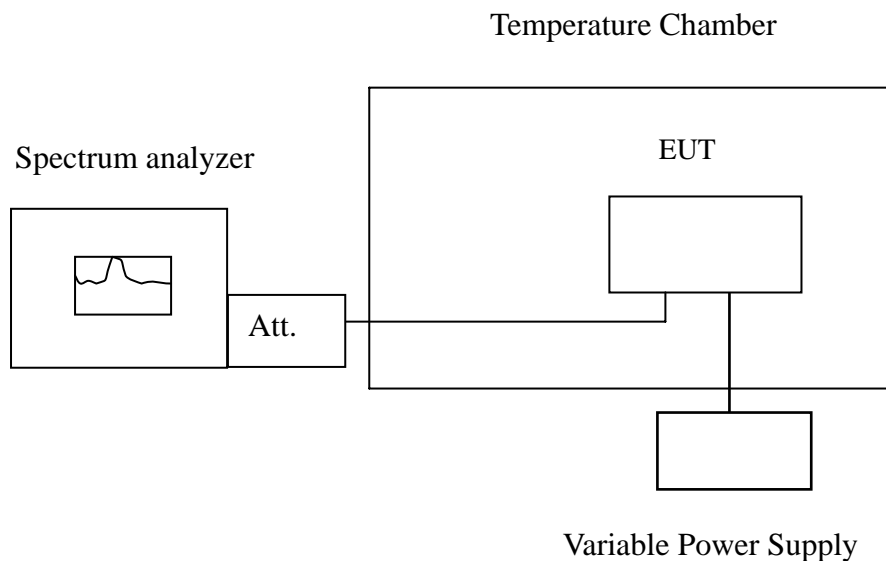 Temperature Chamber
Spectrum analyzer
EUT
Att.
Variable Power Supply